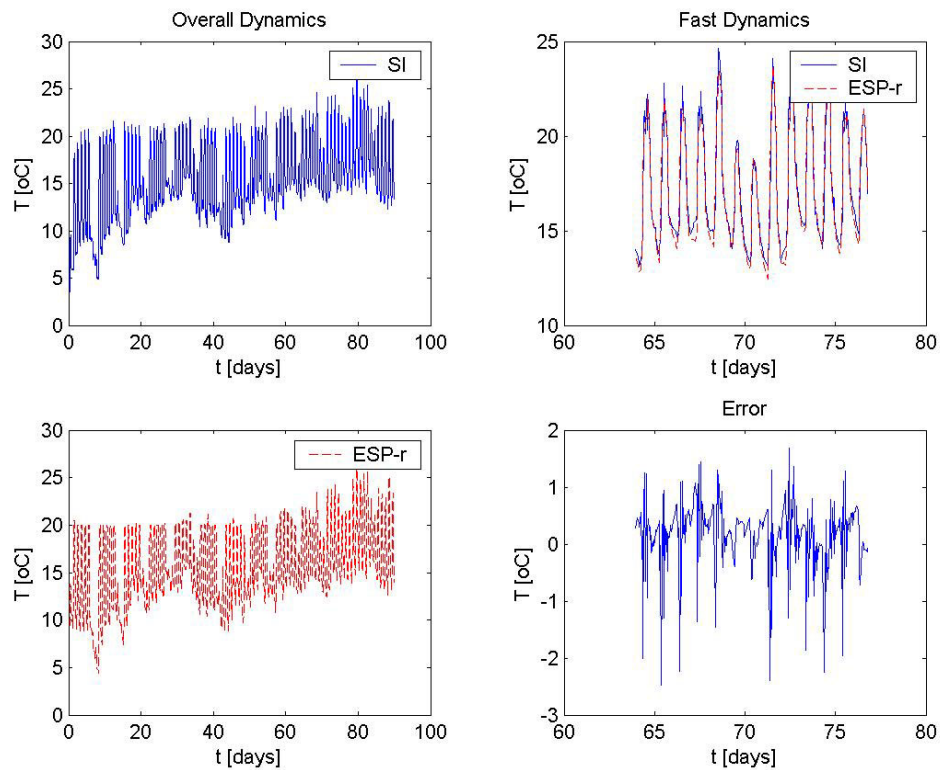 Overall Dynamics
30
25
20
15
10
5
0
T [oC]
0 20 40 60 80 100
t [days]
SI
Fast Dynamics
25
20
15
10
T [oC]
60 65 70 75 80
t [days]
SI
ESP-r
30
25
20
15
10
5
0
T [oC]
0 20 40 60 80 100
t [days]
ESP-r
Error
2
1
0
-1
-2
-3
T [oC]
60 65 70 75 80
t [days]